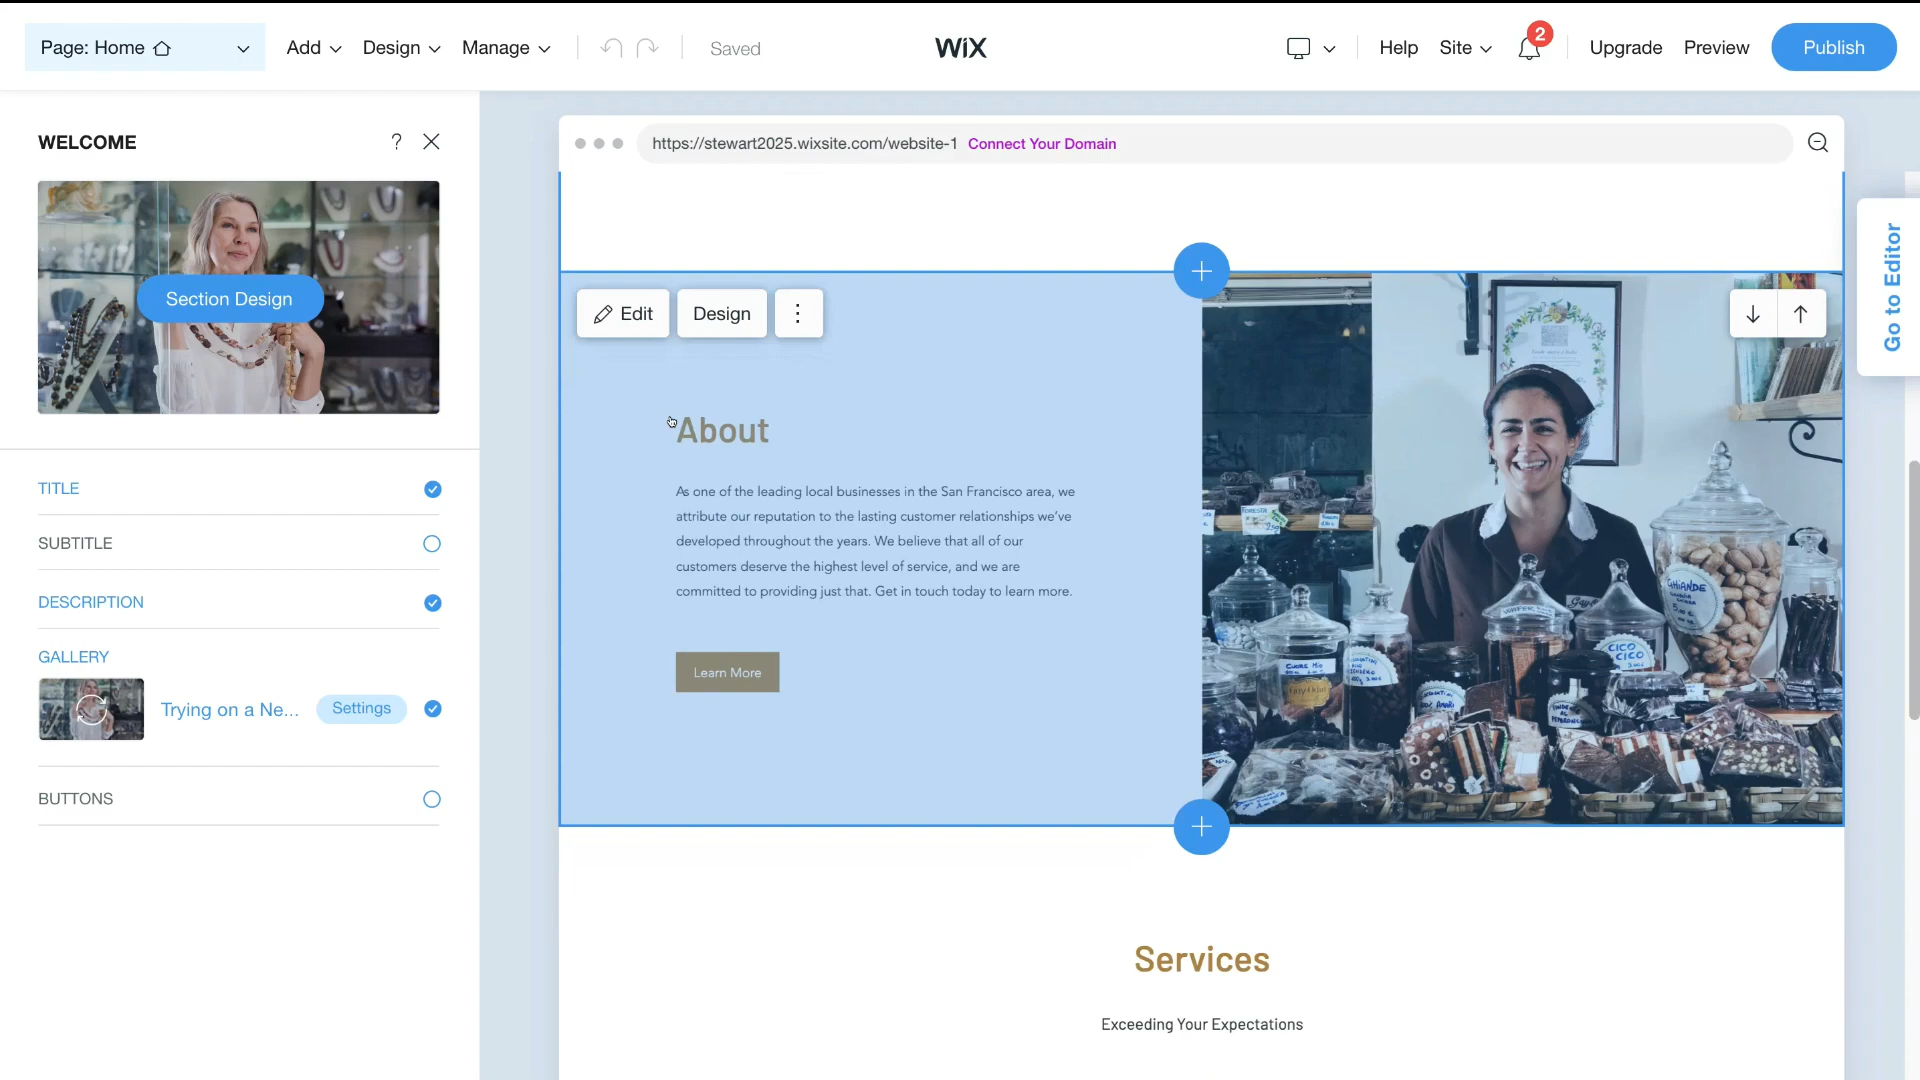 Page: Home
Add
Design
Manage
Saved
WiX
Help
Site
2
Upgrade
Preview
Publish
WELCOME
?
Section Design
TITLE
SUBTITLE
DESCRIPTION
GALLERY
Trying on a Ne...
Settings
BUTTONS
https://stewart2025.wixsite.com/website-1 Connect Your Domain
Go to Editor
Edit
Design
About
As one of the leading local businesses in the San Francisco area, we
attribute our reputation to the lasting customer relationships we've
developed throughout the years. We believe that all of our
customers deserve the highest level of service, and we are
committed to providing just that. Get in touch today to learn more.
Learn More
GHIANDE
CICO
CICO
CUORE MIO
Services
Exceeding Your Expectations